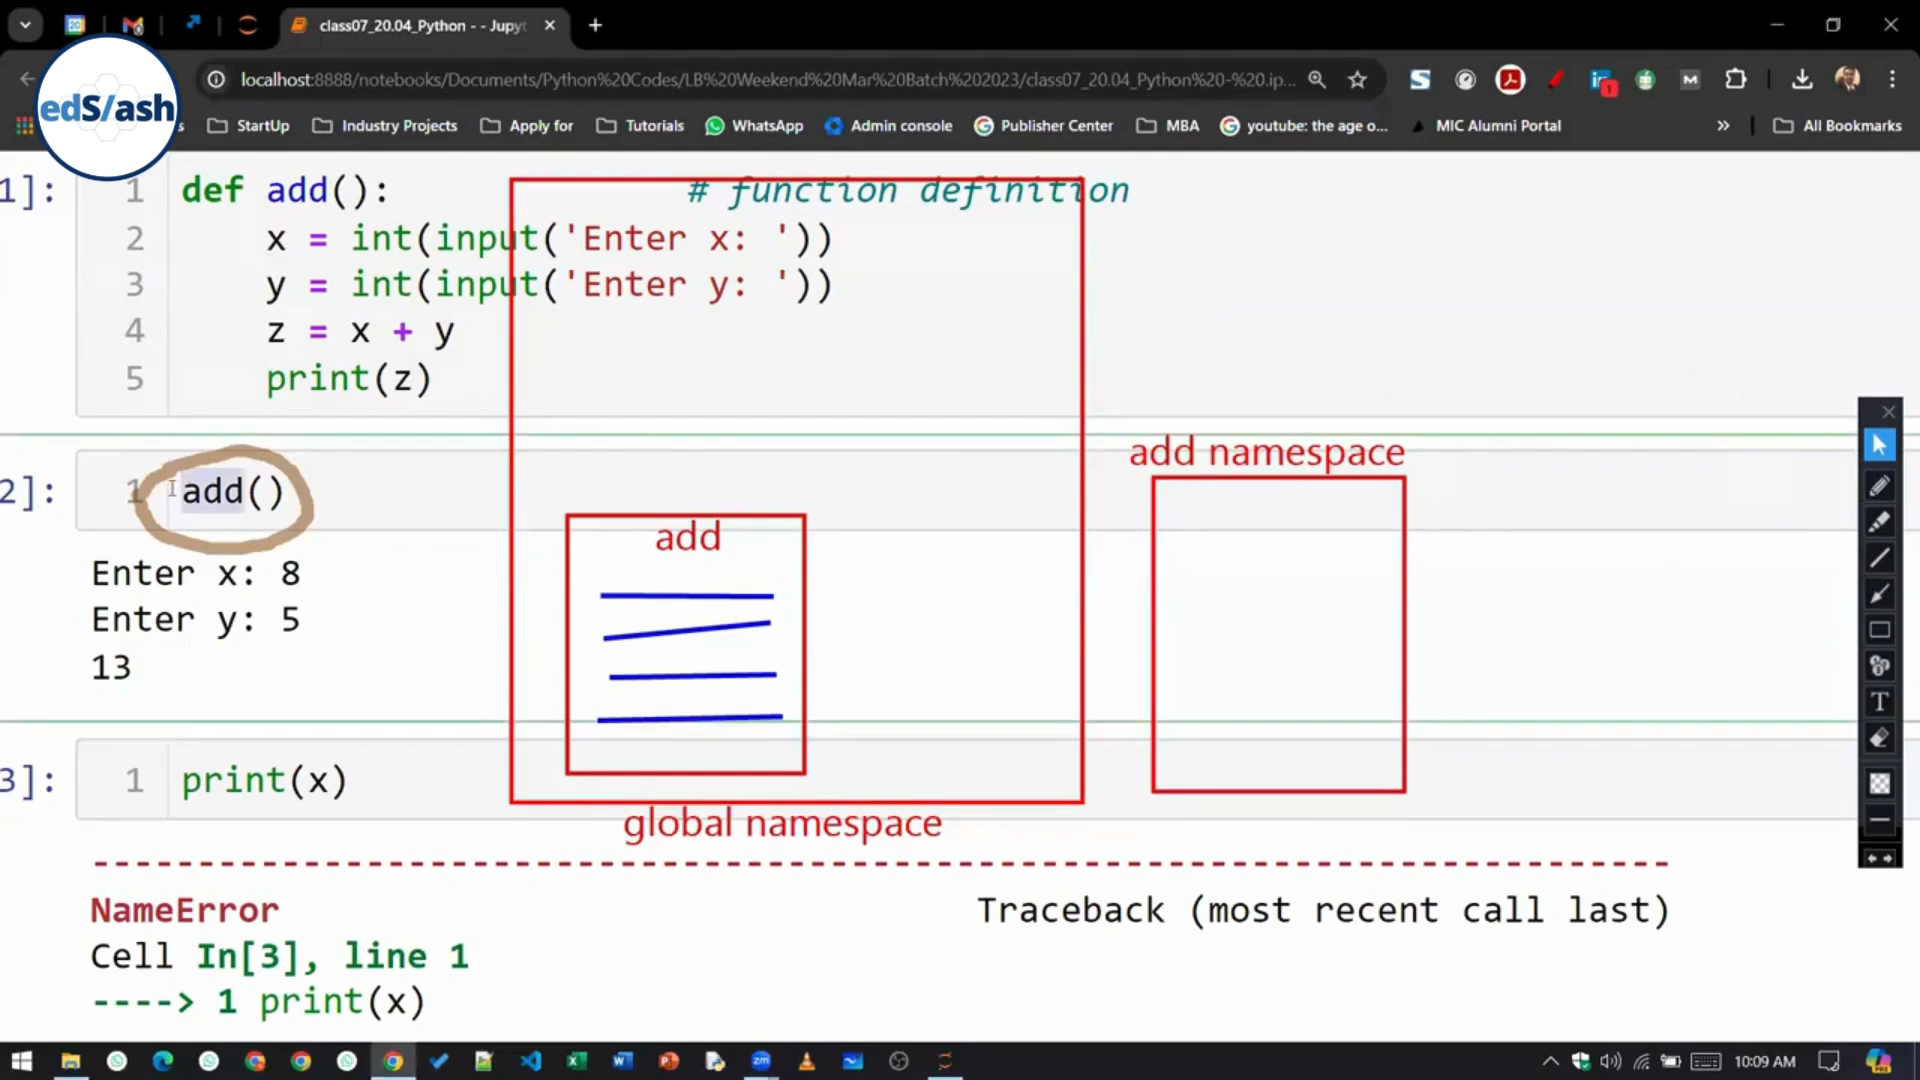 class07_20.04_Python - - Jupyt
localhost:8888/notebooks/Documents/Python%20Codes/LB%20Weekend%20Mar%20Batch%202023/class07_20.04_Python%20-%20.ip...
edS/ash
StartUp
Industry Projects
Apply for
Tutorials
WhatsApp
Admin console
Publisher Center
MBA
youtube: the age o...
MIC Alumni Portal
»
All Bookmarks
1]:
1 def add(): # function definition
2 x = int(input('Enter x: '))
3 y = int(input('Enter y: '))
4 z = x + y
5 print(z)
add namespace
2]:
1 add()
add
Enter x: 8
Enter y: 5
13
3]:
1 print(x)
global namespace
--------------------------------------------------------------------------
NameError Traceback (most recent call last)
Cell In[3], line 1
----> 1 print(x)
10:09 AM